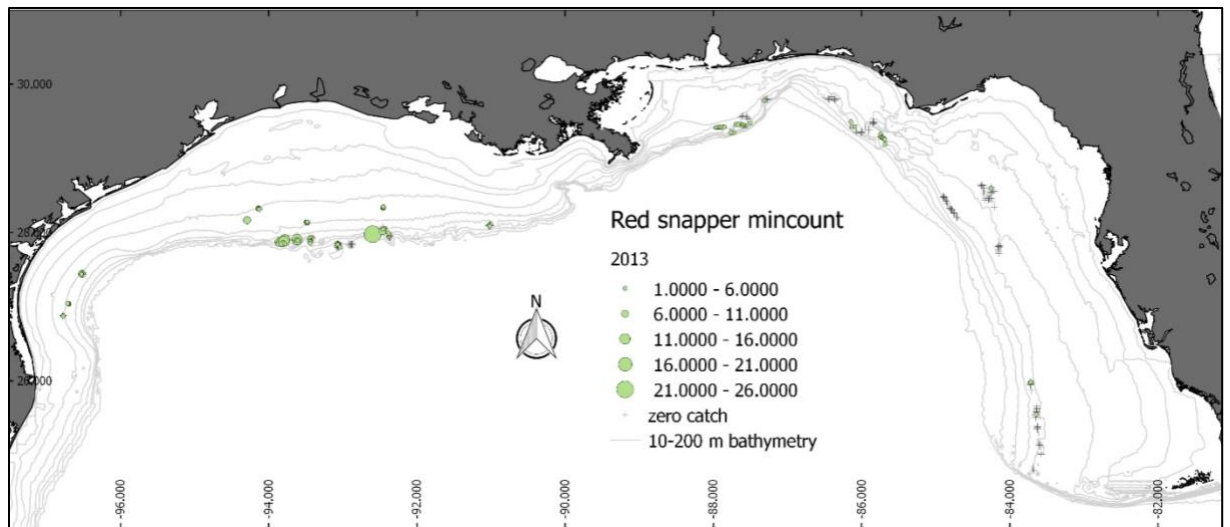 30.000
28.000
26.000
Red snapper mincount
2013
1.0000 - 6.0000
6.0000 - 11.0000
11.0000 - 16.0000
16.0000 - 21.0000
21.0000 - 26.0000
zero catch
10-200 m bathymetry
N
-96.000
-94.000
-92.000
-90.000
-88.000
-86.000
-84.000
-82.000